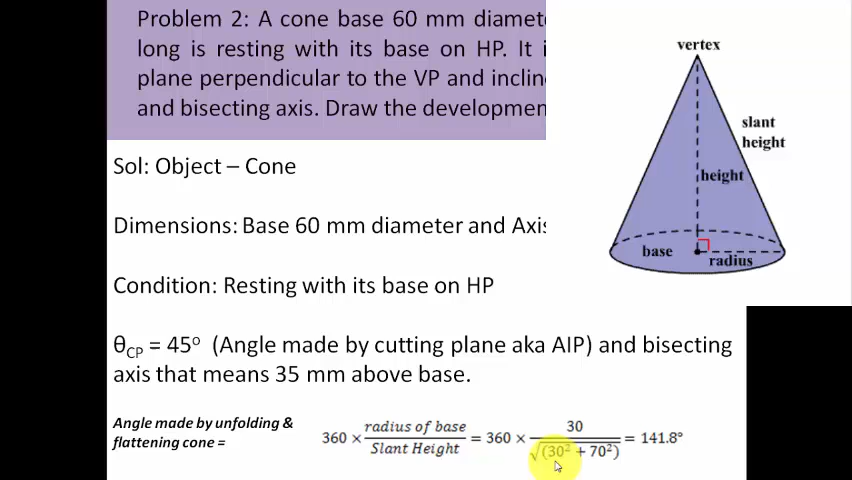 Problem 2: A cone base 60 mm diamete
long is resting with its base on HP. It i
plane perpendicular to the VP and incline
and bisecting axis. Draw the developmen
vertex
slant
height
height
base
radius
Sol: Object – Cone
Dimensions: Base 60 mm diameter and Axis
Condition: Resting with its base on HP
θCP = 45° (Angle made by cutting plane aka AIP) and bisecting
axis that means 35 mm above base.
Angle made by unfolding &
flattening cone =
360 × radius of base / Slant Height = 360 × 30 / √(30² + 70²) = 141.8°